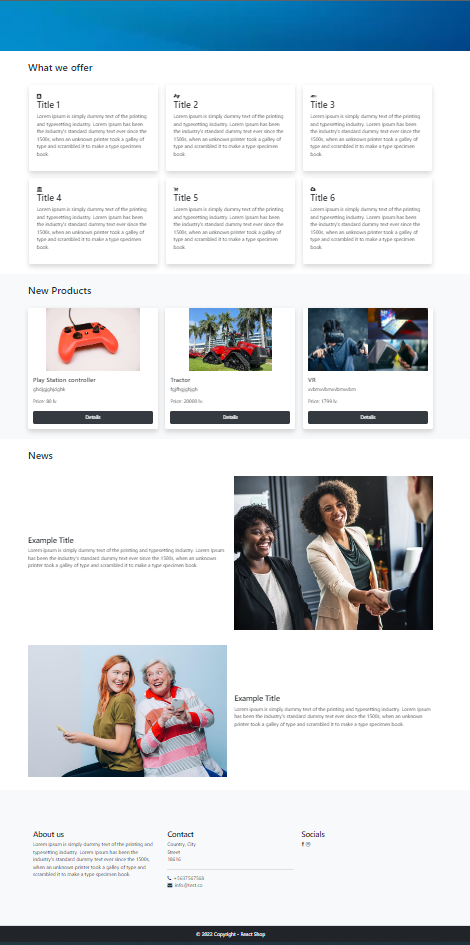 What we offer
Title 1
Lorem Ipsum is simply dummy text of the printing
and typesetting industry. Lorem Ipsum has been
the industry's standard dummy text ever since the
1500s, when an unknown printer took a galley of
type and scrambled it to make a type specimen
book.
Title 2
Lorem Ipsum is simply dummy text of the printing
and typesetting industry. Lorem Ipsum has been
the industry's standard dummy text ever since the
1500s, when an unknown printer took a galley of
type and scrambled it to make a type specimen
book.
Title 3
Lorem Ipsum is simply dummy text of the printing
and typesetting industry. Lorem Ipsum has been
the industry's standard dummy text ever since the
1500s, when an unknown printer took a galley of
type and scrambled it to make a type specimen
book.
Title 4
Lorem Ipsum is simply dummy text of the printing
and typesetting industry. Lorem Ipsum has been
the industry's standard dummy text ever since the
1500s, when an unknown printer took a galley of
type and scrambled it to make a type specimen
book.
Title 5
Lorem Ipsum is simply dummy text of the printing
and typesetting industry. Lorem Ipsum has been
the industry's standard dummy text ever since the
1500s, when an unknown printer took a galley of
type and scrambled it to make a type specimen
book.
Title 6
Lorem Ipsum is simply dummy text of the printing
and typesetting industry. Lorem Ipsum has been
the industry's standard dummy text ever since the
1500s, when an unknown printer took a galley of
type and scrambled it to make a type specimen
book.
New Products
Play Station controller
Price: 80 lv.
Details
Tractor
Price: 20000 lv.
Details
VR
Price: 1799 lv.
Details
News
Example Title
Lorem Ipsum is simply dummy text of the printing and typesetting industry. Lorem Ipsum
has been the industry's standard dummy text ever since the 1500s, when an unknown
printer took a galley of type and scrambled it to make a type specimen book.
Example Title
Lorem Ipsum is simply dummy text of the printing and typesetting industry. Lorem Ipsum
has been the industry's standard dummy text ever since the 1500s, when an unknown
printer took a galley of type and scrambled it to make a type specimen book.
About us
Lorem Ipsum is simply dummy text of the printing and
typesetting industry. Lorem Ipsum has been the
industry's standard dummy text ever since the 1500s,
when an unknown printer took a galley of type and
scrambled it to make a type specimen book.
Contact
Country, City
Street
18616
info@test.co
Socials
© 2022 Copyright - React Shop